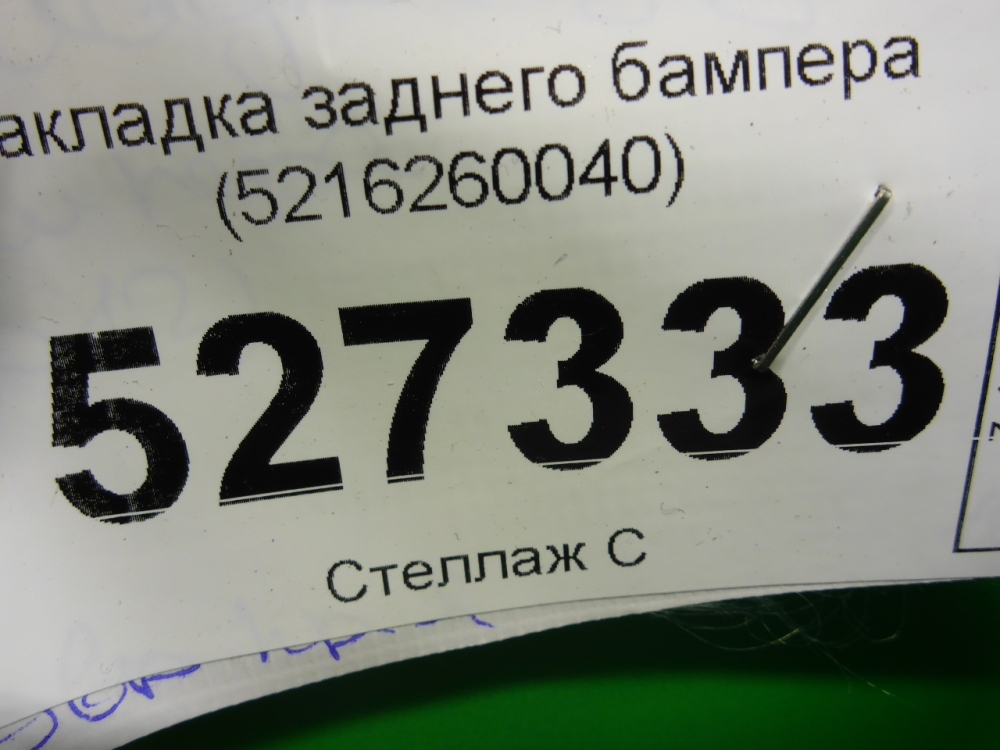 акладка заднего бампера
(5216260040)
527333
Стеллаж С